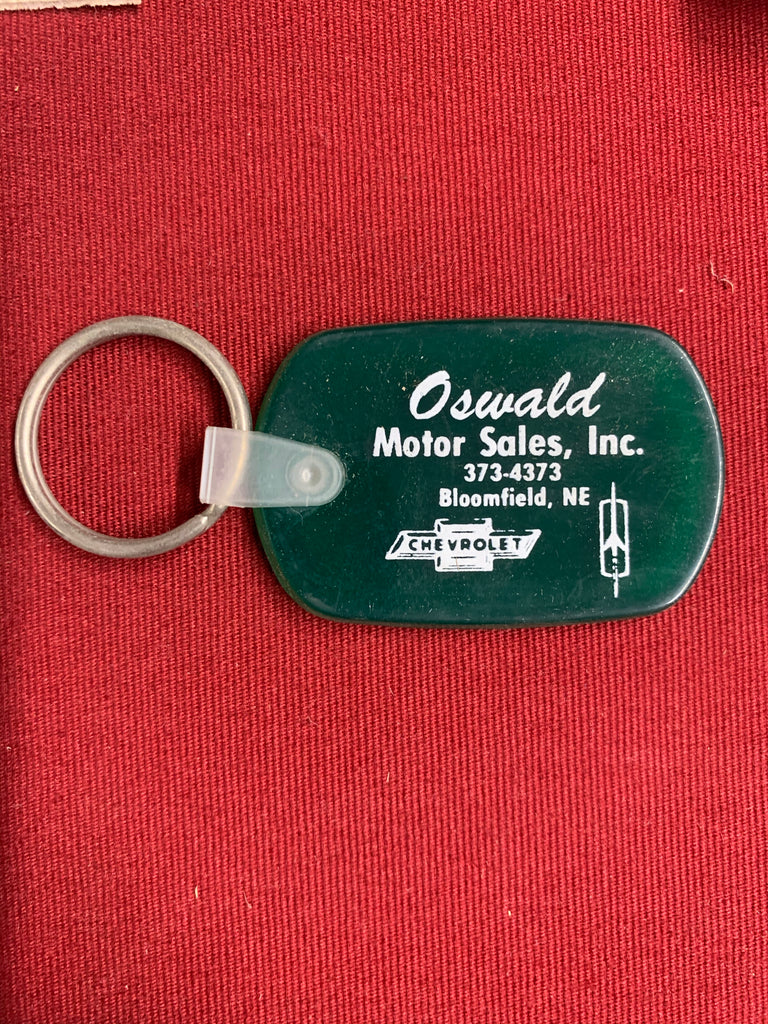 Oswald
Motor Sales, Inc.
373-4373
Bloomfield, NE
CHEVROLET